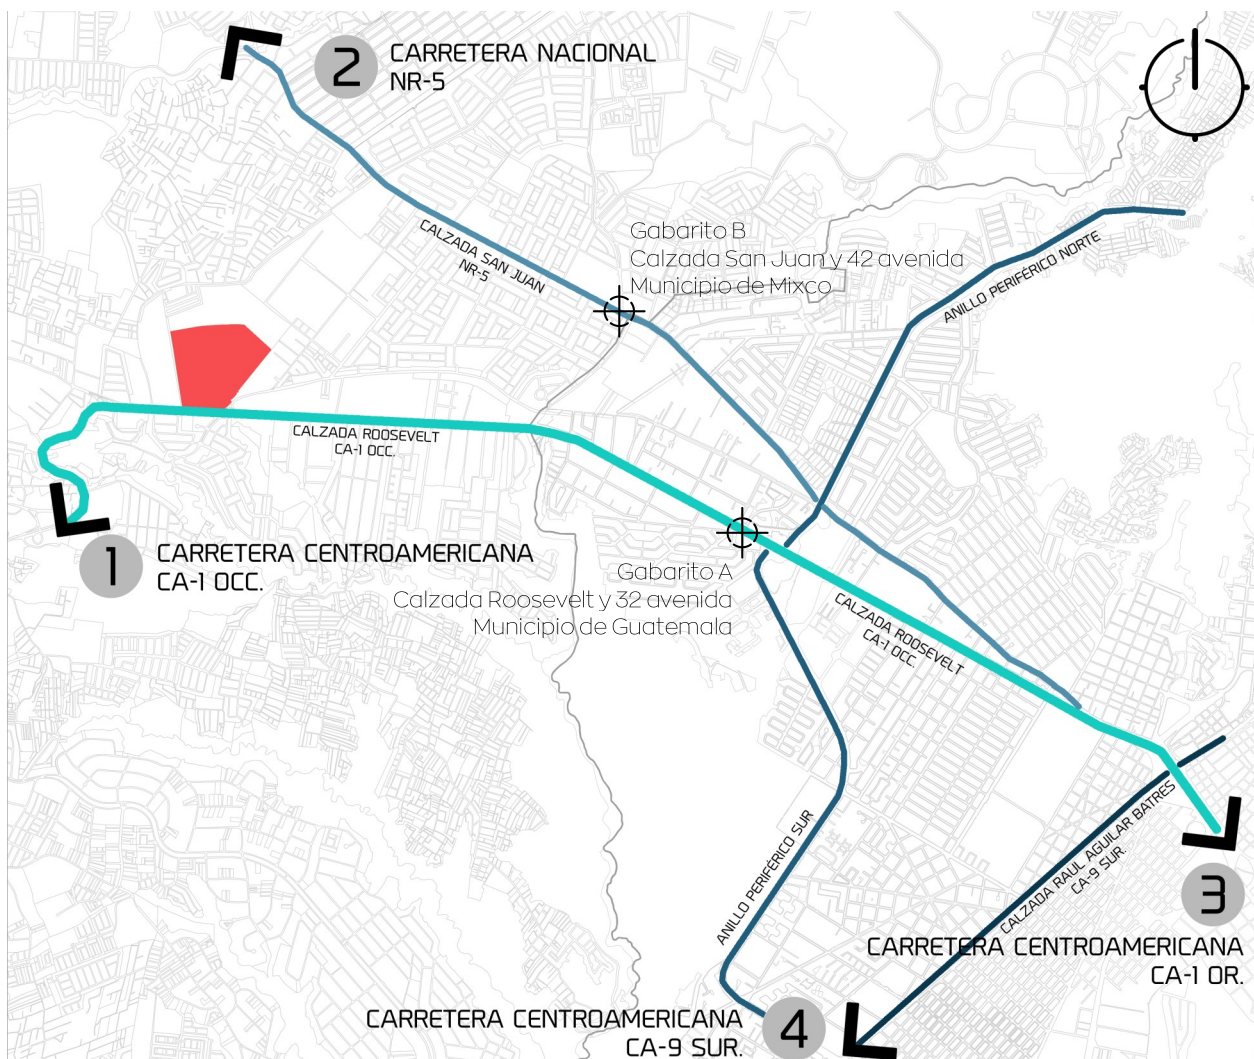 2
CARRETERA NACIONAL
NR-5
CALZADA SAN JUAN
NR-5
Gabarito B
Calzada San Juan y 42 avenida
Municipio de Mixco
ANILLO PERIFÉRICO NORTE
CALZADA ROOSEVELT
CA-1 OCC.
1
CARRETERA CENTROAMERICANA
CA-1 OCC.
Gabarito A
Calzada Roosevelt y 32 avenida
Municipio de Guatemala
CALZADA ROOSEVELT
CA-1 OCC.
ANILLO PERIFÉRICO SUR
CALZADA RAUL AGUILAR BATRES
CA-9 SUR.
3
CARRETERA CENTROAMERICANA
CA-1 OR.
CARRETERA CENTROAMERICANA
CA-9 SUR.
4